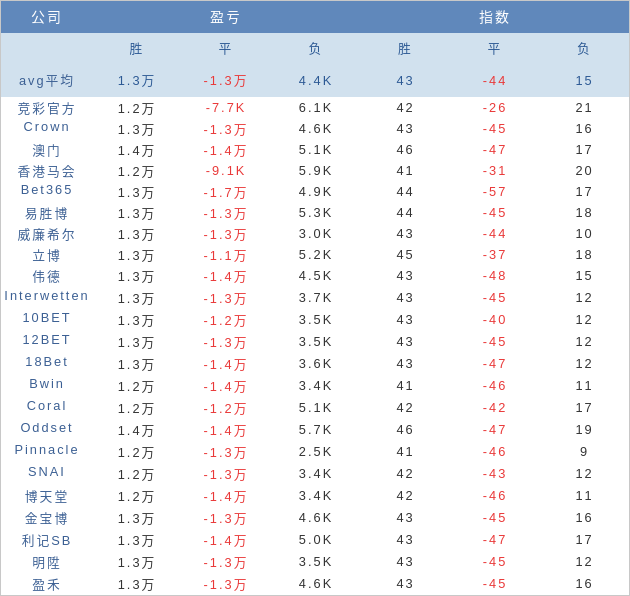 公司 盈亏 指数
胜 平 负 胜 平 负
avg平均 1.3万 -1.3万 4.4K 43 -44 15
竞彩官方 1.2万 -7.7K 6.1K 42 -26 21
Crown 1.3万 -1.3万 4.6K 43 -45 16
澳门 1.4万 -1.4万 5.1K 46 -47 17
香港马会 1.2万 -9.1K 5.9K 41 -31 20
Bet365 1.3万 -1.7万 4.9K 44 -57 17
易胜博 1.3万 -1.3万 5.3K 44 -45 18
威廉希尔 1.3万 -1.3万 3.0K 43 -44 10
立博 1.3万 -1.1万 5.2K 45 -37 18
伟德 1.3万 -1.4万 4.5K 43 -48 15
Interwetten 1.3万 -1.3万 3.7K 43 -45 12
10BET 1.3万 -1.2万 3.5K 43 -40 12
12BET 1.3万 -1.3万 3.5K 43 -45 12
18Bet 1.3万 -1.4万 3.6K 43 -47 12
Bwin 1.2万 -1.4万 3.4K 41 -46 11
Coral 1.2万 -1.2万 5.1K 42 -42 17
Oddset 1.4万 -1.4万 5.7K 46 -47 19
Pinnacle 1.2万 -1.3万 2.5K 41 -46 9
SNAI 1.2万 -1.3万 3.4K 42 -43 12
博天堂 1.2万 -1.4万 3.4K 42 -46 11
金宝博 1.3万 -1.3万 4.6K 43 -45 16
利记SB 1.3万 -1.4万 5.0K 43 -47 17
明陞 1.3万 -1.3万 3.5K 43 -45 12
盈禾 1.3万 -1.3万 4.6K 43 -45 16